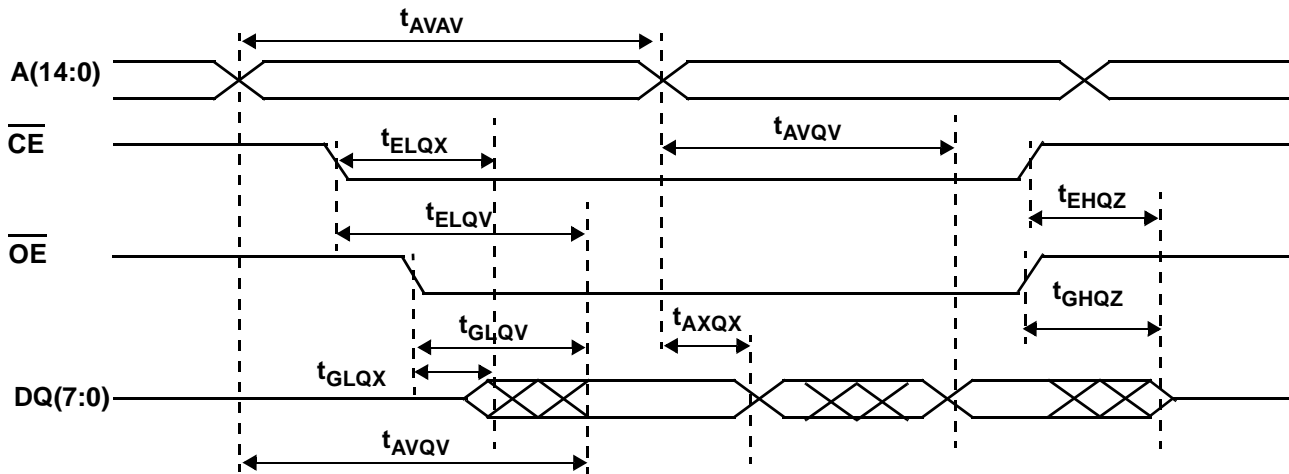 tAVAV
A(14:0)
CE
tELQX
tAVQV
tELQV
tEHQZ
OE
tGHQZ
tGLQV
tAXQX
tGLQX
DQ(7:0)
tAVQV